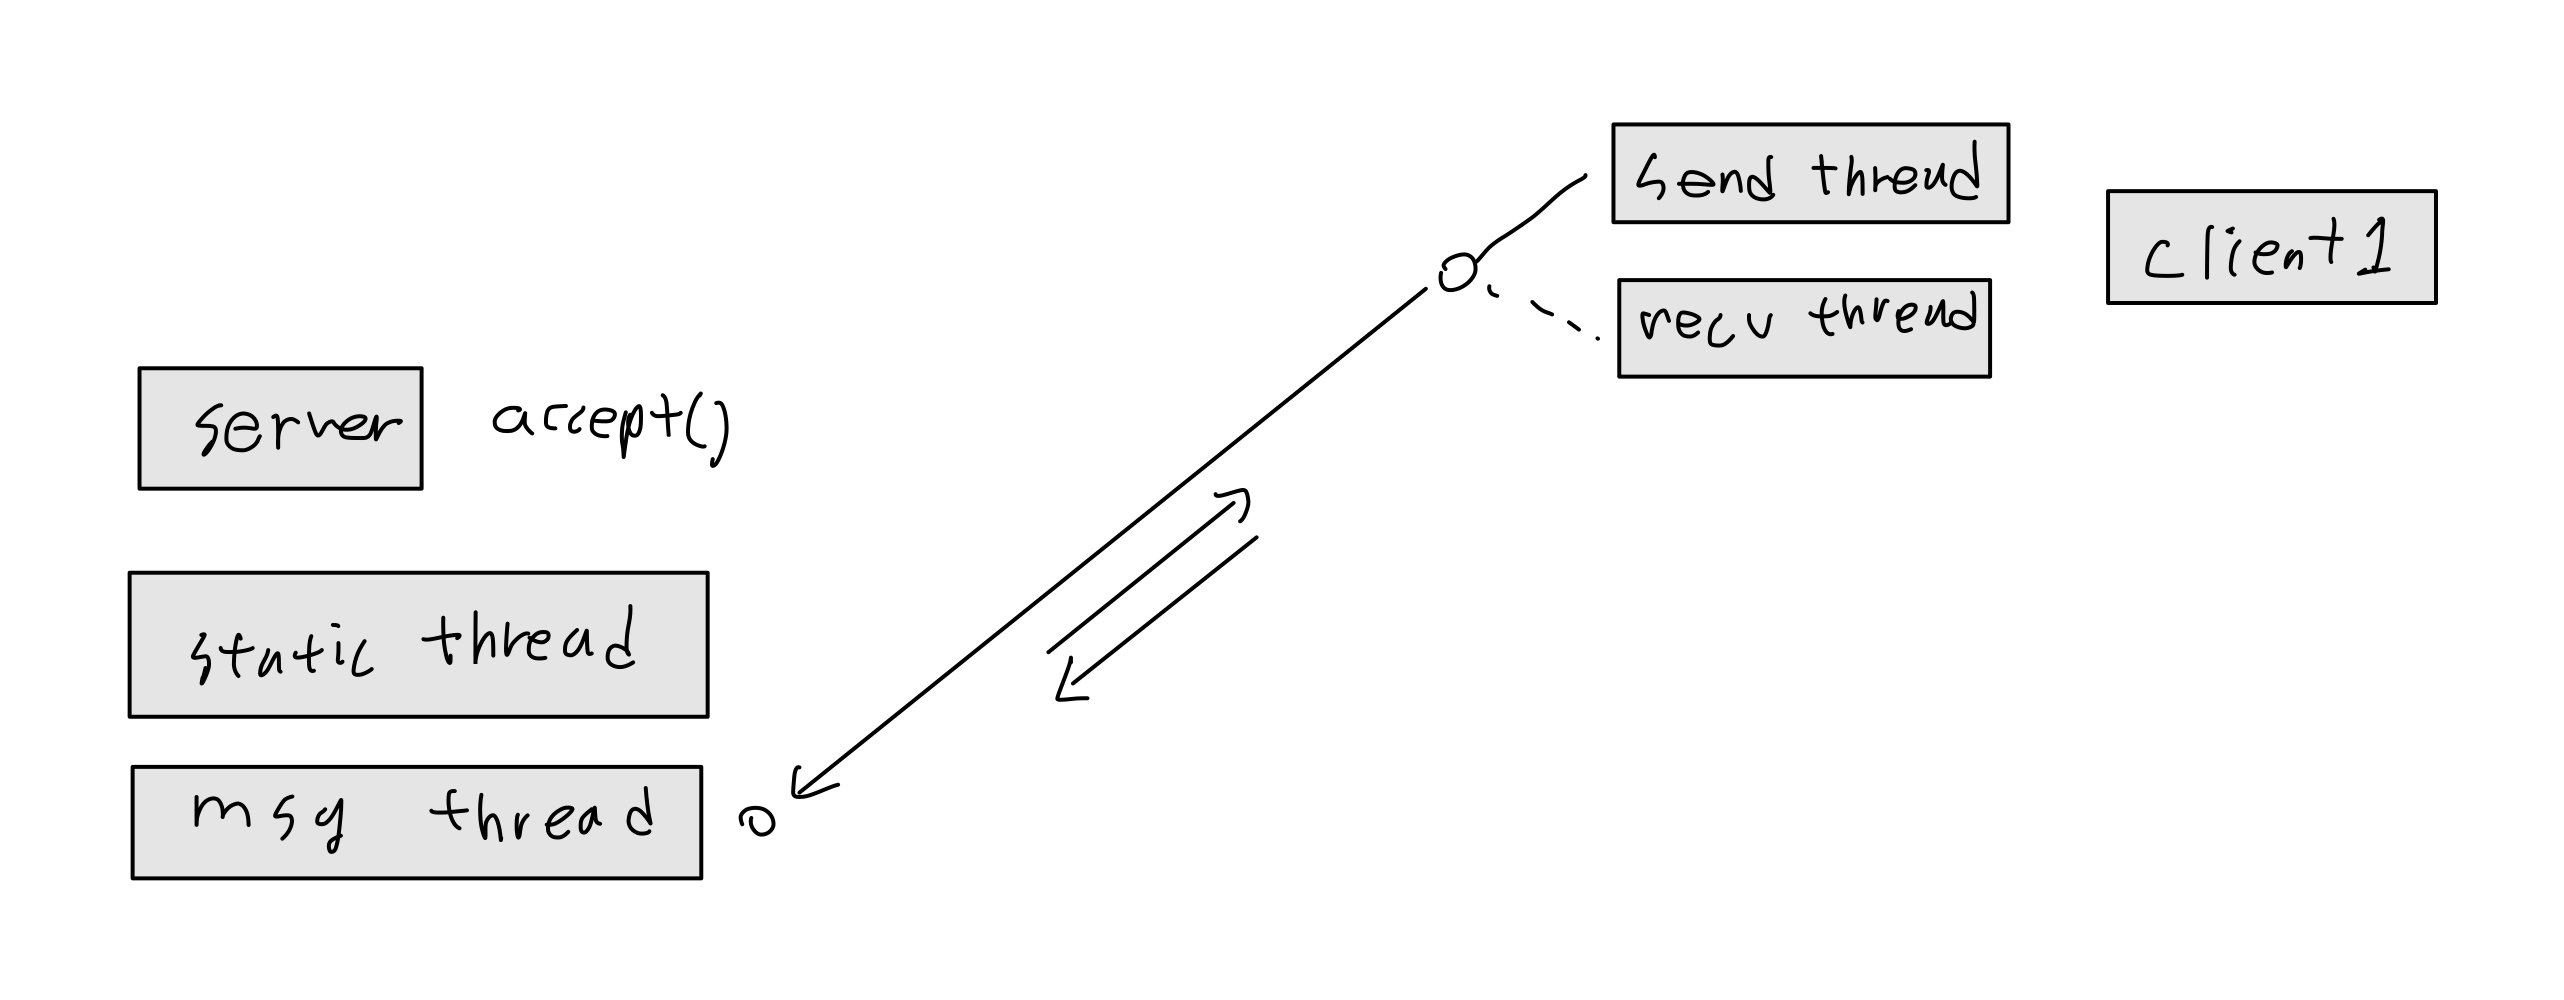 send thread
client1
recv thread
server accept()
static thread
msg thread